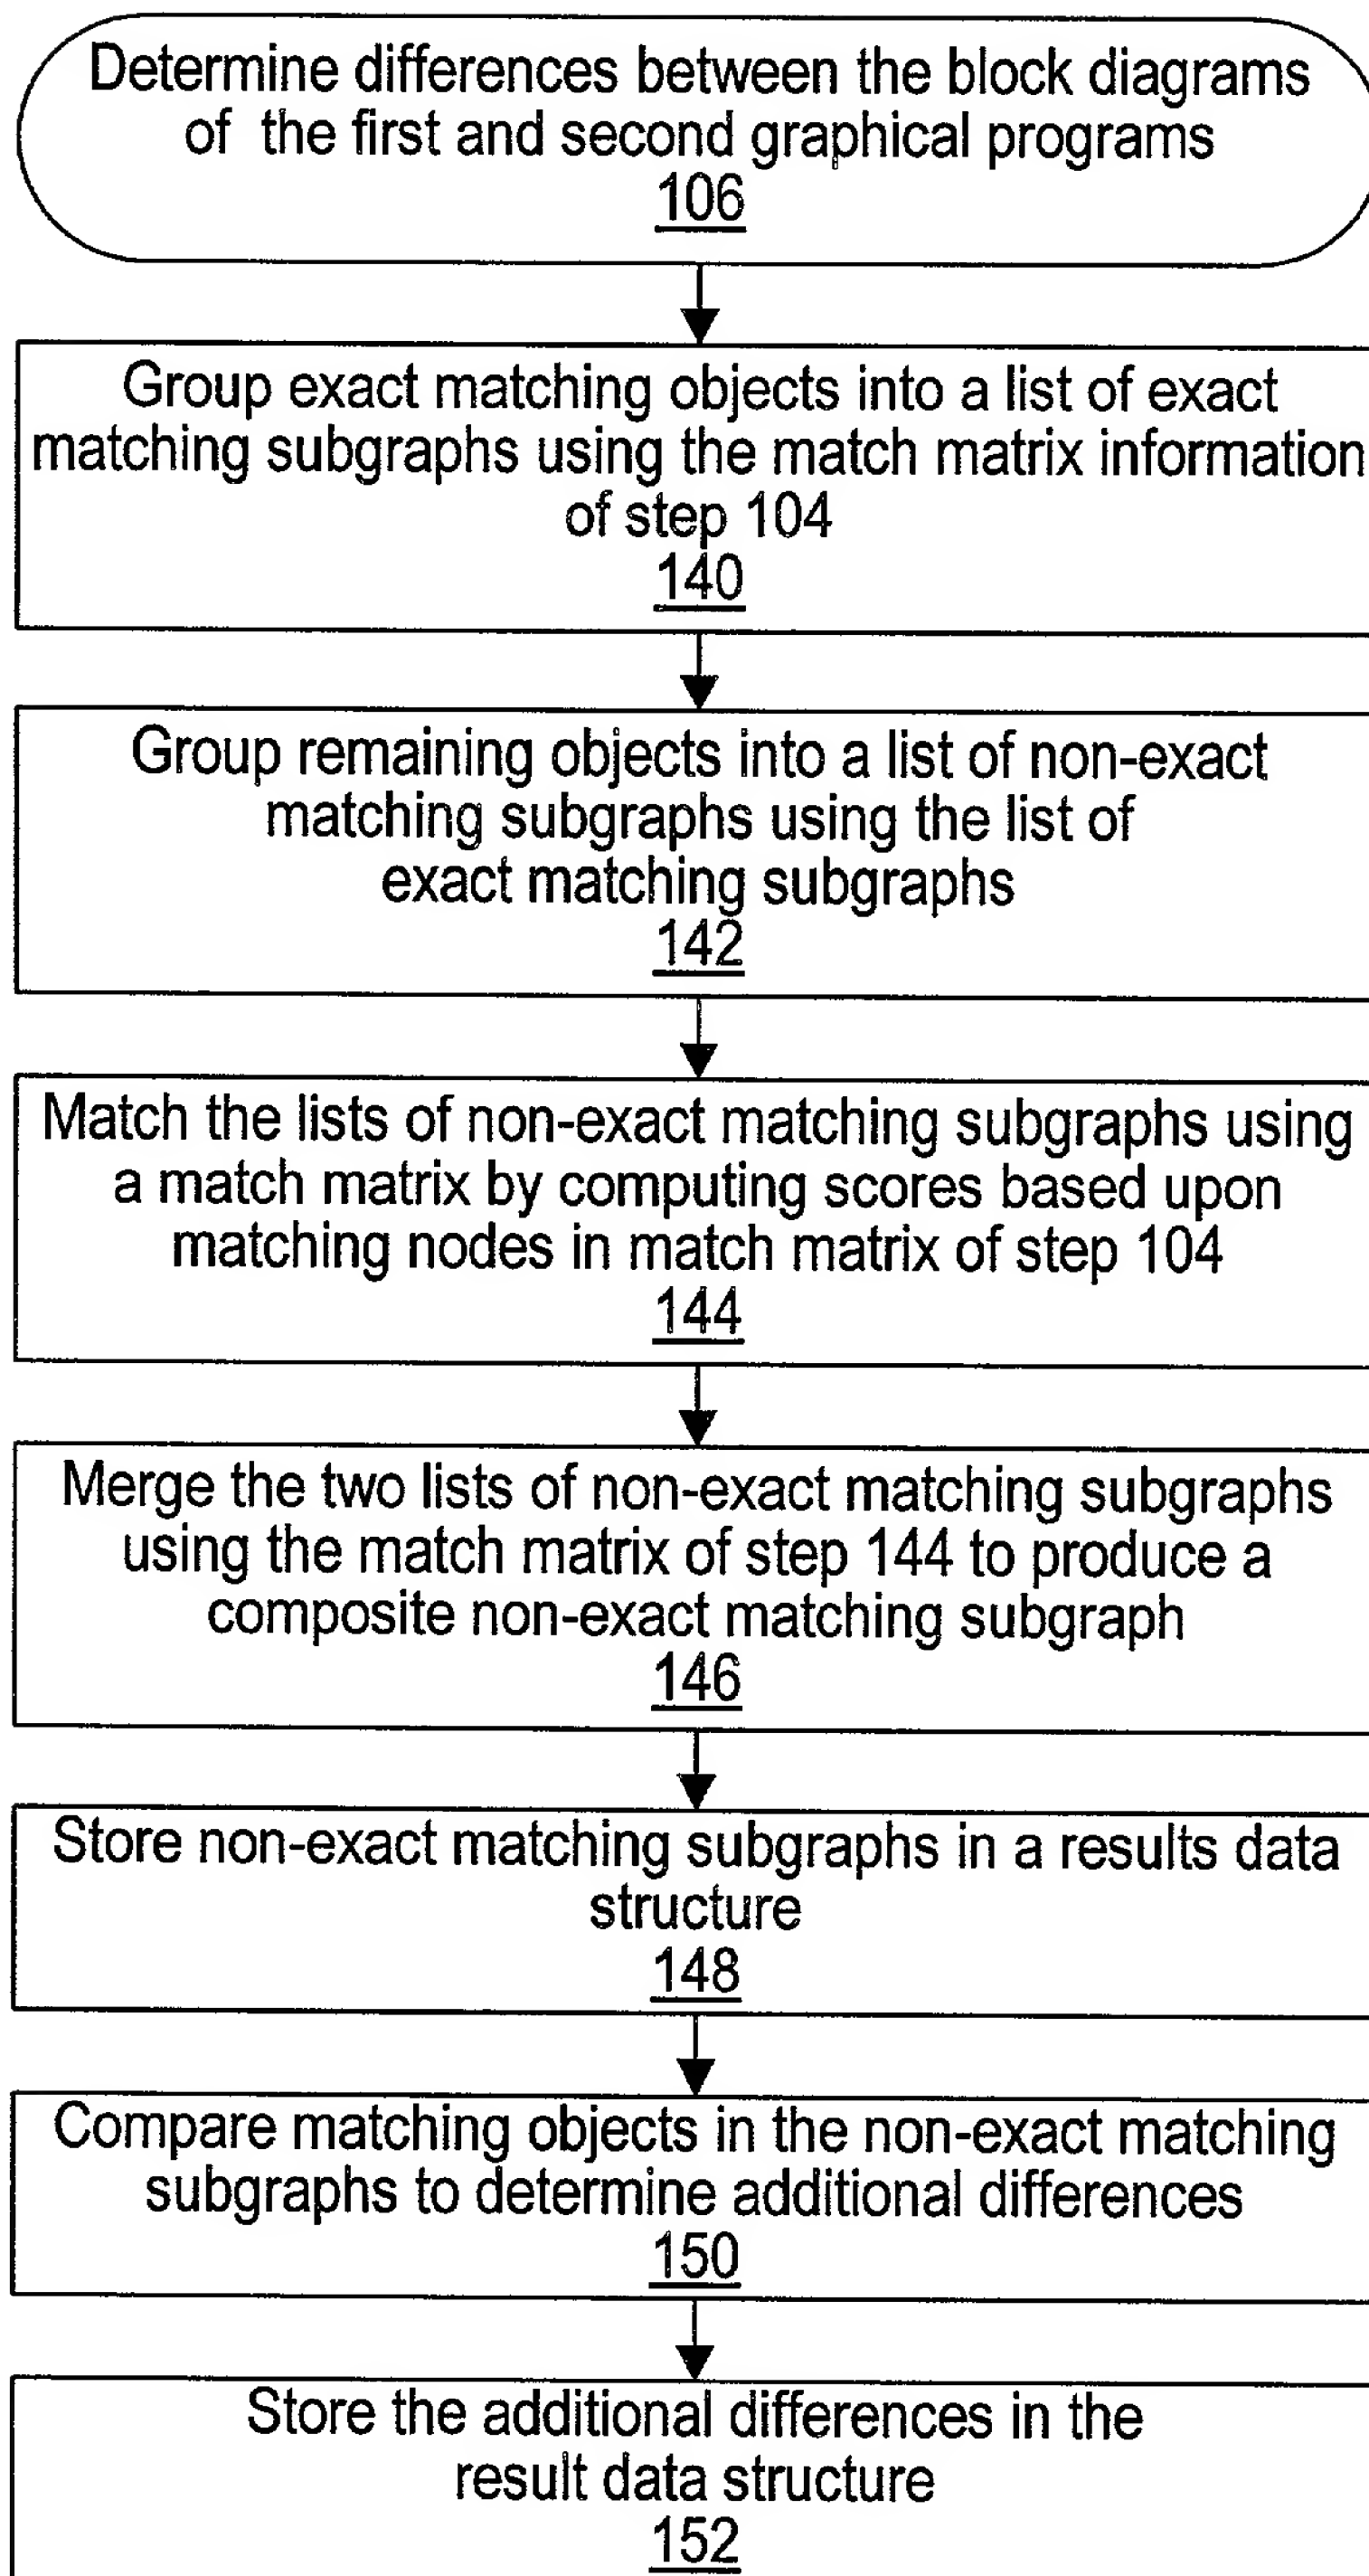 Determine differences between the block diagrams
of the first and second graphical programs
106
Group exact matching objects into a list of exact
matching subgraphs using the match matrix information
of step 104
140
Group remaining objects into a list of non-exact
matching subgraphs using the list of
exact matching subgraphs
142
Match the lists of non-exact matching subgraphs using
a match matrix by computing scores based upon
matching nodes in match matrix of step 104
144
Merge the two lists of non-exact matching subgraphs
using the match matrix of step 144 to produce a
composite non-exact matching subgraph
146
Store non-exact matching subgraphs in a results data
structure
148
Compare matching objects in the non-exact matching
subgraphs to determine additional differences
150
Store the additional differences in the
result data structure
152